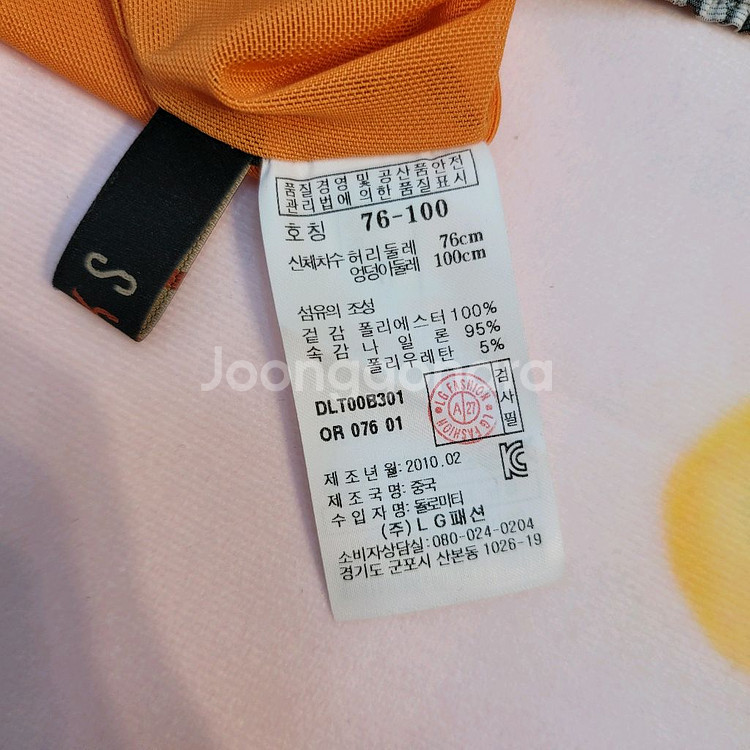 품질경영 및 공산품안전
관리법에 의한 품질표시
호칭 76-100
신체치수 허리둘레 76cm
엉덩이둘레 100cm
섬유의 조성
겉감 폴리에스터 100%
속감 나일론 95%
폴리우레탄 5%
Joongonara
DLT00B301
OR 076 01
LG FASHION
A 27
LG FASHION
검사필
제조년월: 2010.02
제조국명: 중국
수입자명: 돌로미티
(주)LG패션
소비자상담실: 080-024-0204
경기도 군포시 산본동 1026-19
S